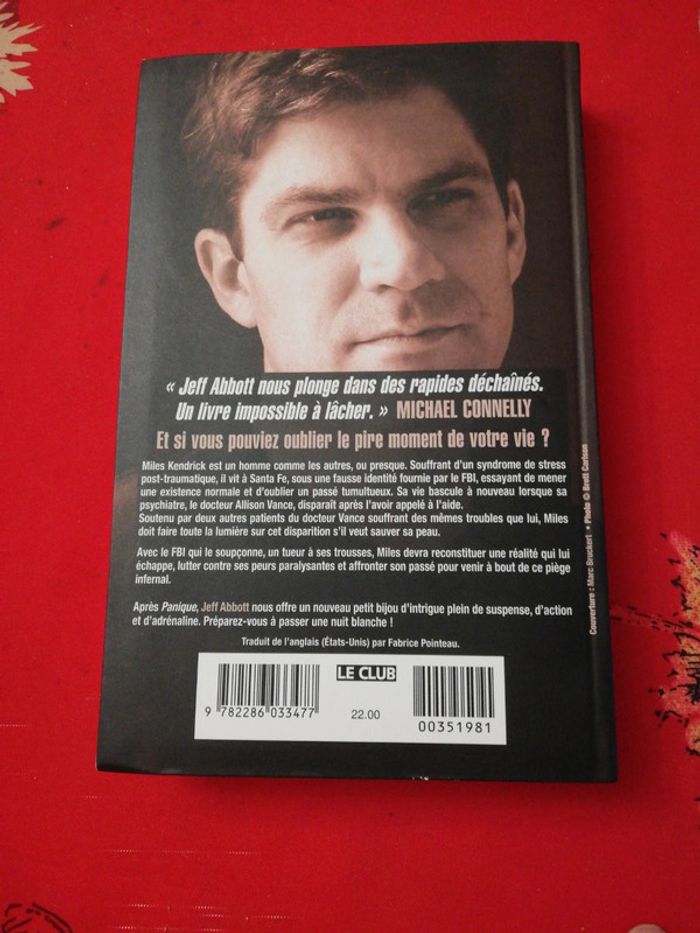 « Jeff Abbott nous plonge dans des rapides déchaînés.
Un livre impossible à lâcher. » MICHAEL CONNELLY
Et si vous pouviez oublier le pire moment de votre vie ?
Miles Kendrick est un homme comme les autres, ou presque. Souffrant d'un syndrome de stress
post-traumatique, il vit à Santa Fe, sous une fausse identité fournie par le FBI, essayant de mener
une existence normale et d'oublier un passé tumultueux. Sa vie bascule à nouveau lorsque sa
psychiatre, le docteur Allison Vance, disparaît après l'avoir appelé à l'aide.
Soutenu par deux autres patients du docteur Vance souffrant des mêmes troubles que lui, Miles
doit faire toute la lumière sur cet disparition s'il veut sauver sa peau.
Avec le FBI qui le soupçonne, un tueur à ses trousses, Miles devra reconstituer une réalité qui lui
échappe, lutter contre ses peurs paralysantes et affronter son passé pour venir à bout de ce piège
infernal.
Après Panique, Jeff Abbott nous offre un nouveau petit bijou d'intrigue plein de suspense, d'action
et d'adrénaline. Préparez-vous à passer une nuit blanche !
Traduit de l'anglais (États-Unis) par Fabrice Pointeau.
Couverture : Marc Bruckert • Photo © Brett Carlsen
LE CLUB
9 782286 033477
22.00
00351981